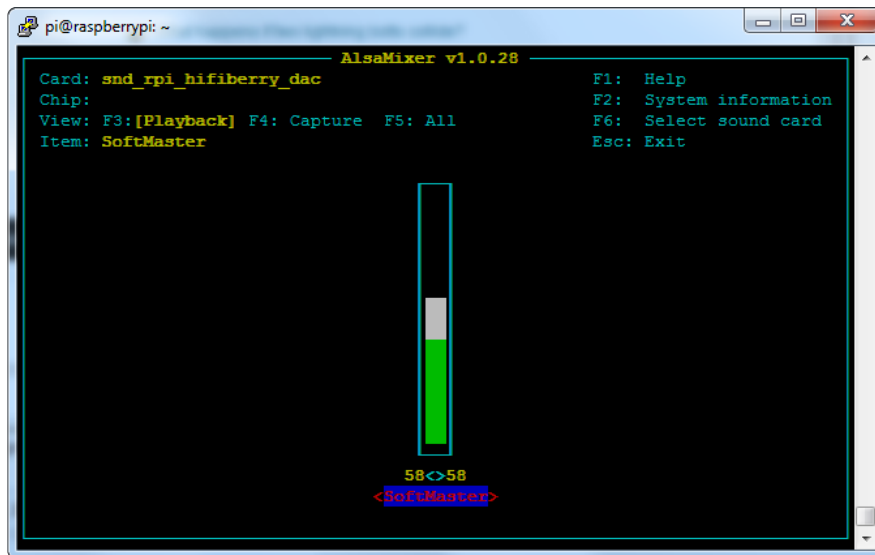 pi@raspberrypi: ~
AlsaMixer v1.0.28
Card: snd_rpi_hifiberry_dac F1: Help
Chip: F2: System information
View: F3:[Playback] F4: Capture F5: All F6: Select sound card
Item: SoftMaster Esc: Exit
58<>58
<SoftMaster>